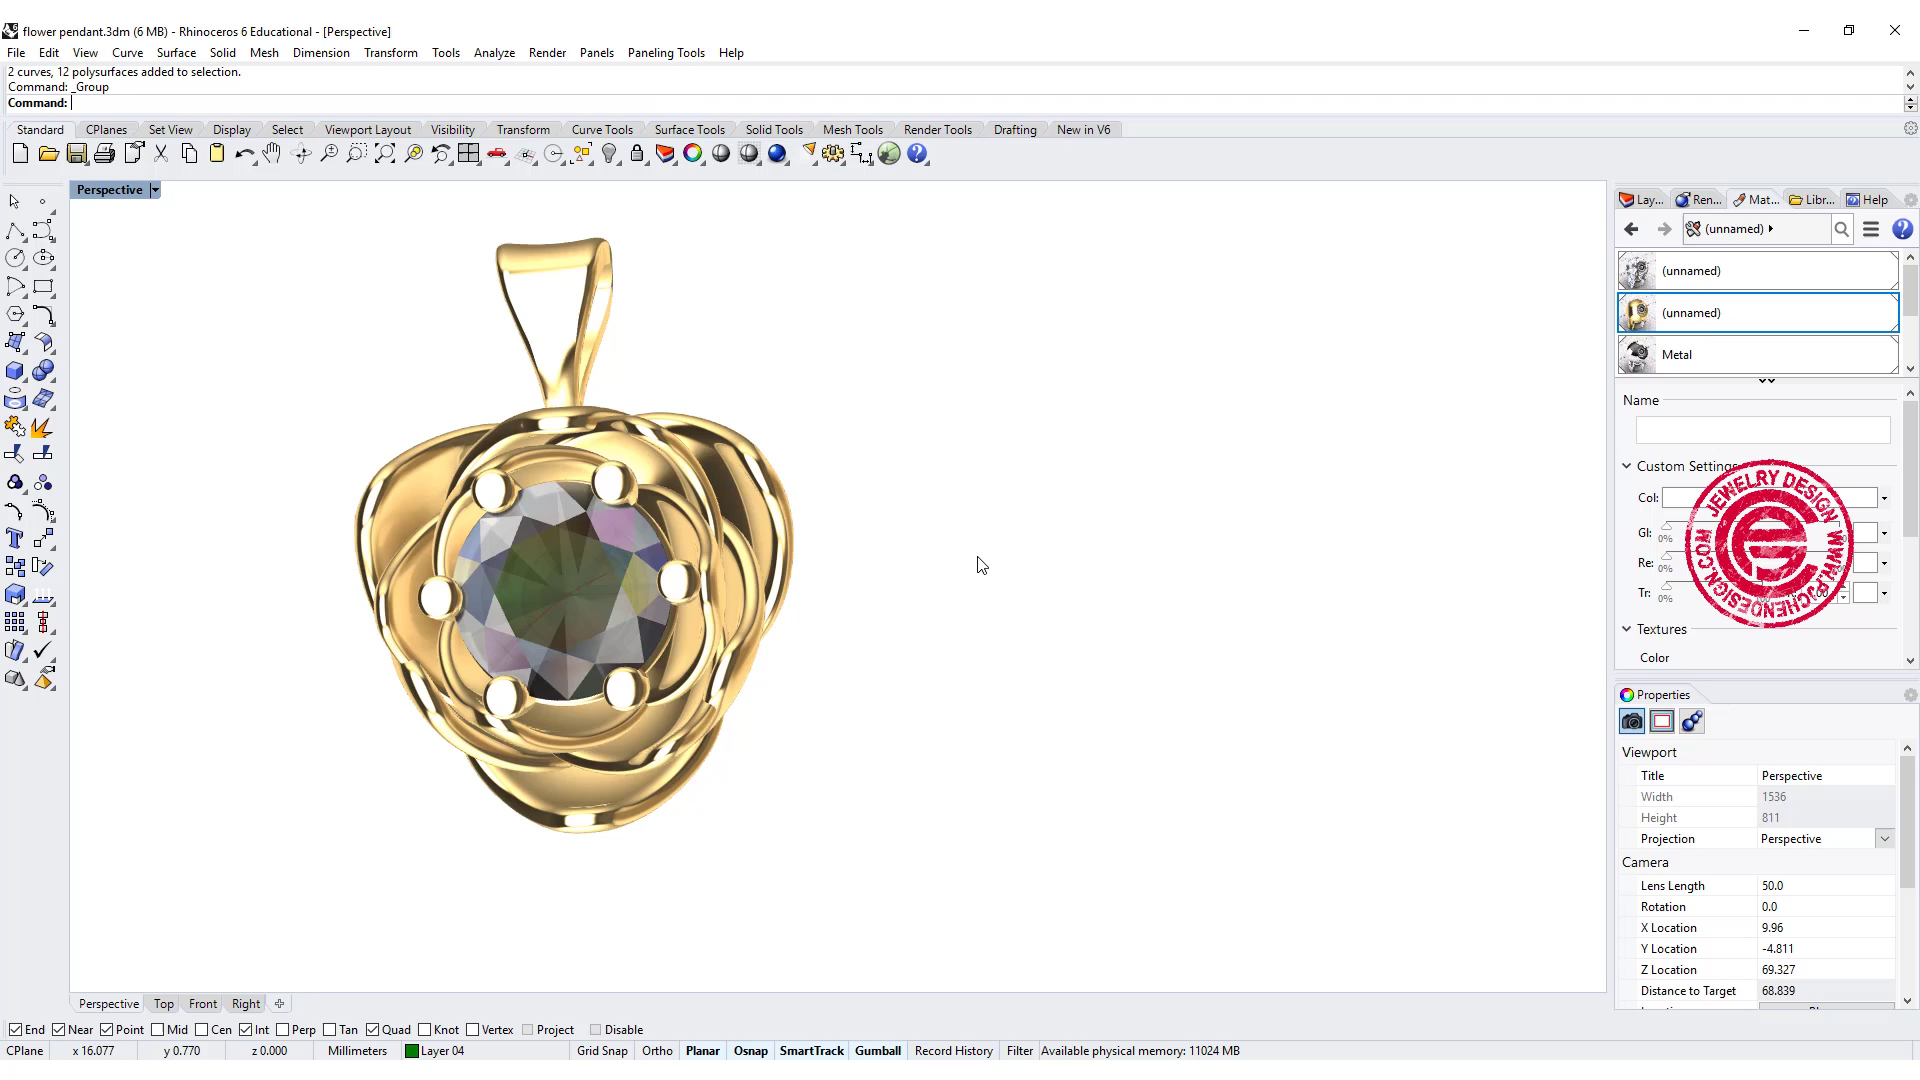 flower pendant.3dm (6 MB) - Rhinoceros 6 Educational - [Perspective]
File Edit View Curve Surface Solid Mesh Dimension Transform Tools Analyze Render Panels Paneling Tools Help
2 curves, 12 polysurfaces added to selection.
Command: _Group
Command:
Standard CPlanes Set View Display Select Viewport Layout Visibility Transform Curve Tools Surface Tools Solid Tools Mesh Tools Render Tools Drafting New in V6
Perspective
Lay... Ren... Mat... Libr... Help
(unnamed)
(unnamed)
(unnamed)
Metal
Name
Custom Settings
Col:
Gl:
0%
Re:
0%
Tr:
0%
JEWELRY DESIGN
WWW.PJCHENDESIGN.COM
Textures
Color
Properties
Viewport
Title Perspective
Width 1536
Height 811
Projection Perspective
Camera
Lens Length 50.0
Rotation 0.0
X Location 9.96
Y Location -4.811
Z Location 69.327
Distance to Target 68.839
Perspective Top Front Right
End Near Point Mid Cen Int Perp Tan Quad Knot Vertex Project Disable
CPlane x 16.077 y 0.770 z 0.000 Millimeters Layer 04 Grid Snap Ortho Planar Osnap SmartTrack Gumball Record History Filter Available physical memory: 11024 MB